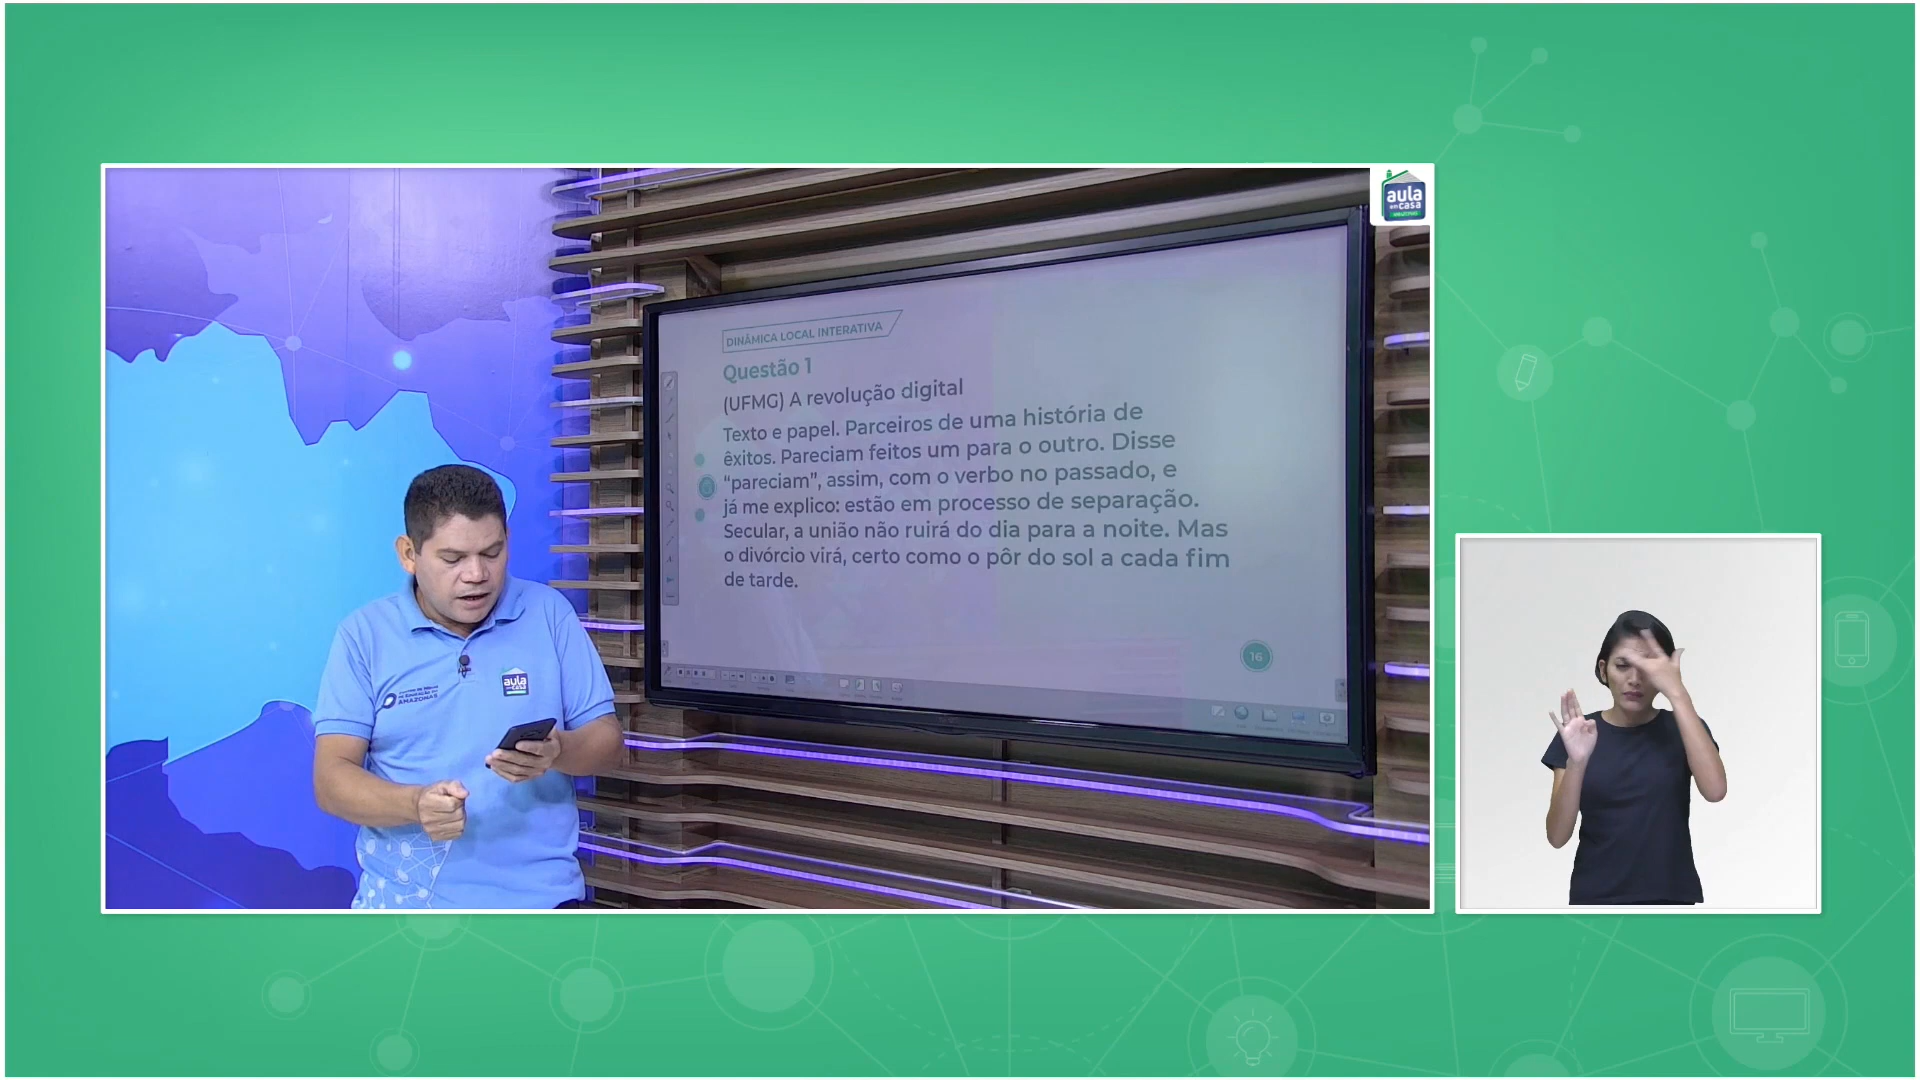 aula
em casa
DINÂMICA LOCAL INTERATIVA
Questão 1
(UFMG) A revolução digital
Texto e papel. Parceiros de uma história de
êxitos. Pareciam feitos um para o outro. Disse
“pareciam”, assim, com o verbo no passado, e
já me explico: estão em processo de separação.
Secular, a união não ruirá do dia para a noite. Mas
o divórcio virá, certo como o pôr do sol a cada fim
de tarde.
16
aula
em casa
AMAZONAS